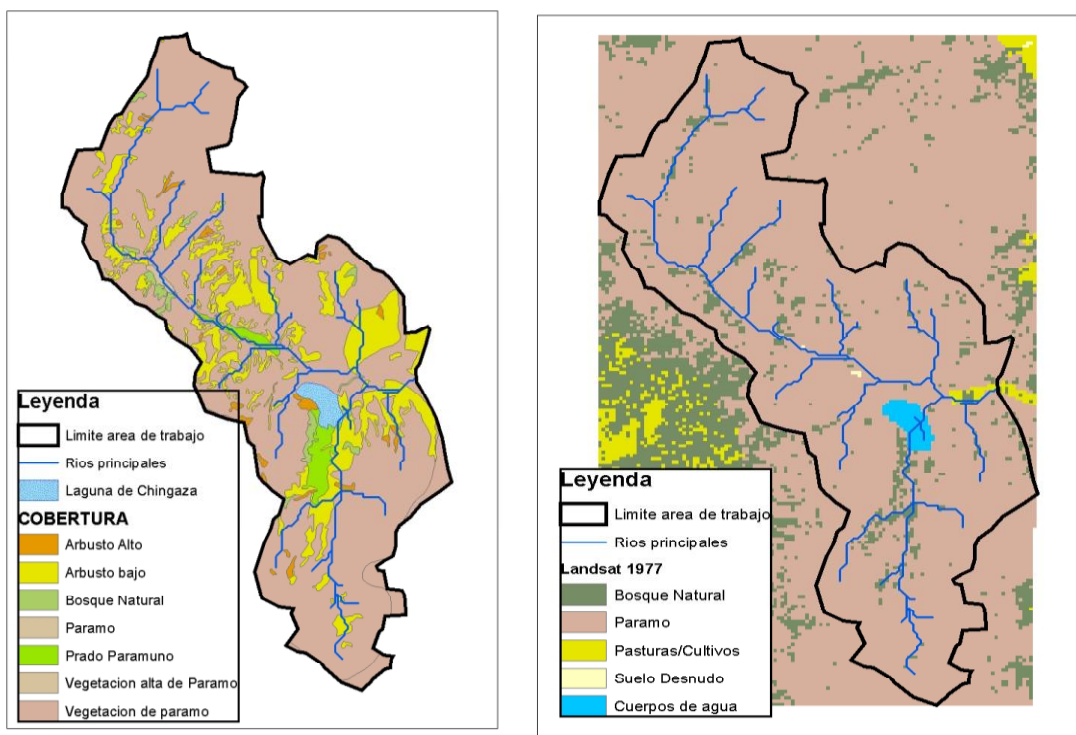 Leyenda
Limite area de trabajo
Rios principales
Laguna de Chingaza
COBERTURA
Arbusto Alto
Arbusto bajo
Bosque Natural
Paramo
Prado Paramuno
Vegetacion alta de Paramo
Vegetacion de paramo
Leyenda
Limite area de trabajo
Rios principales
Landsat 1977
Bosque Natural
Paramo
Pasturas/Cultivos
Suelo Desnudo
Cuerpos de agua